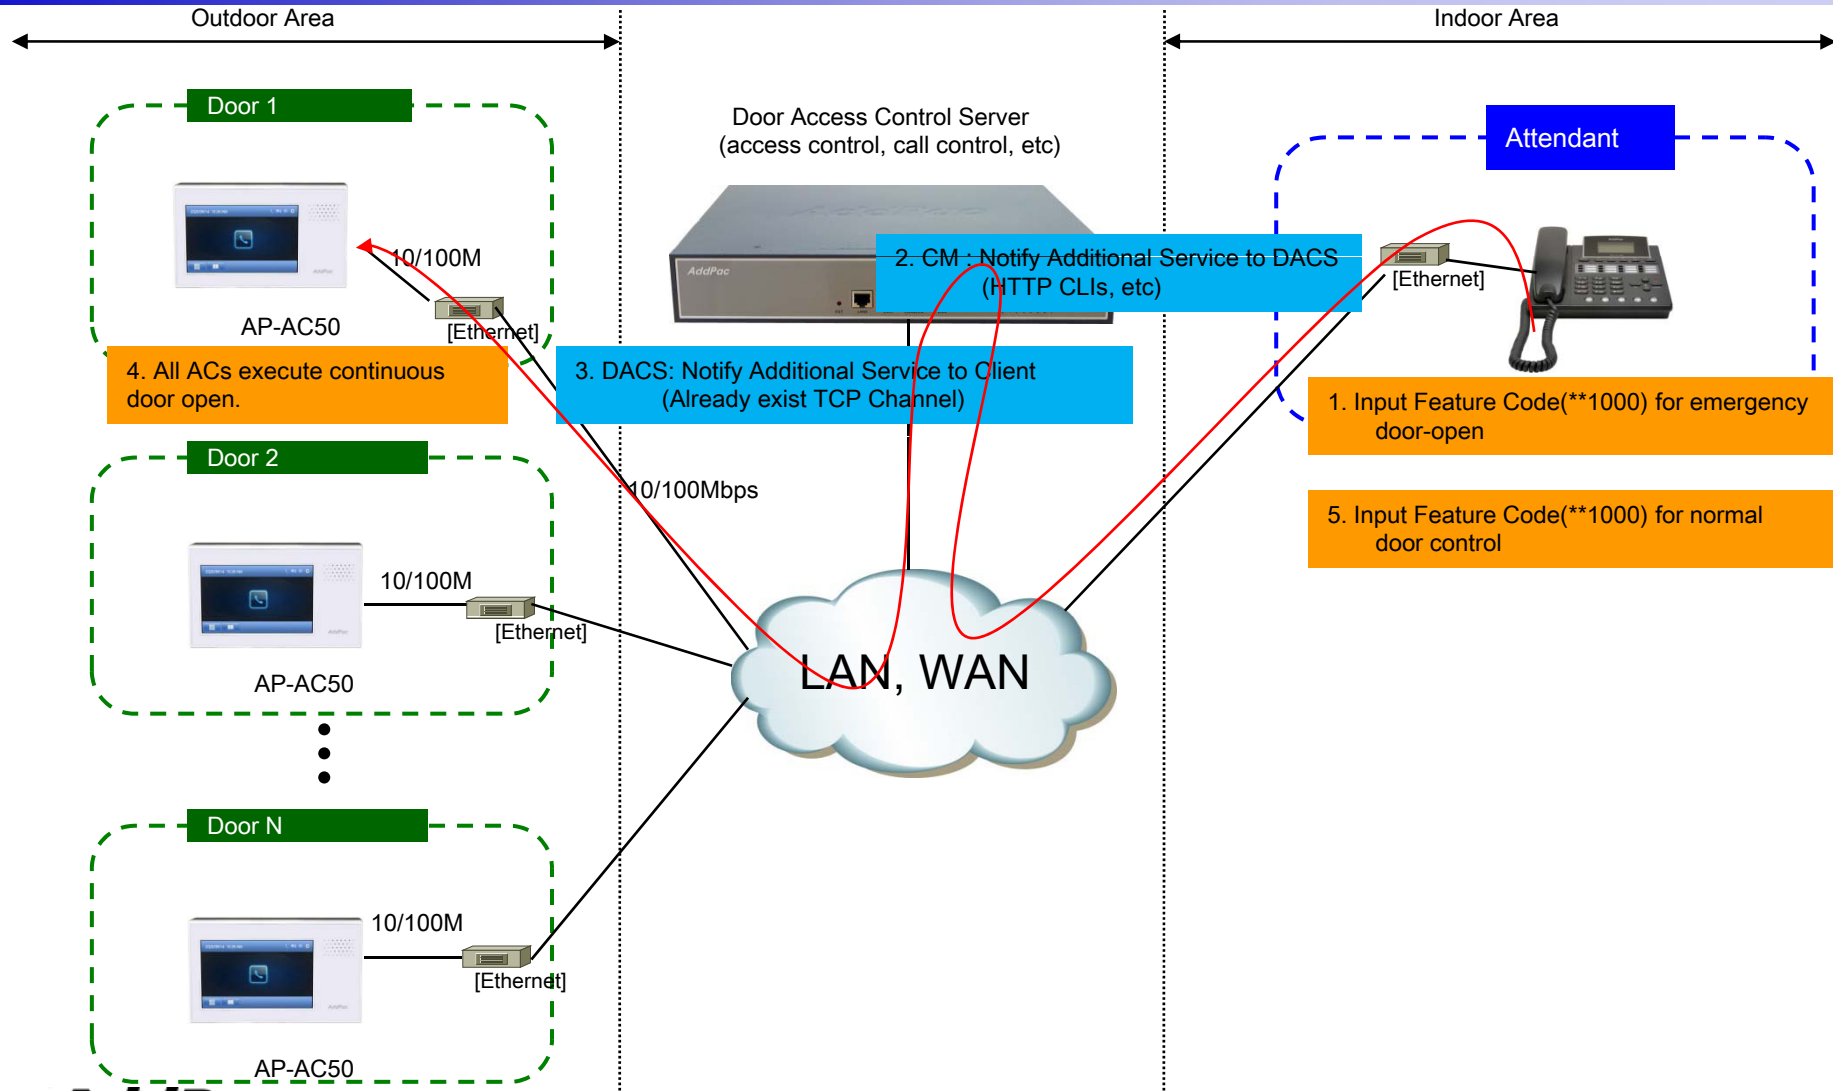 Outdoor Area
Indoor Area
Door 1
Door Access Control Server
(access control, call control, etc)
Attendant
10/100M
AddPac
AddPac
2. CM : Notify Additional Service to DACS
(HTTP CLIs, etc)
[Ethernet]
[Ethernet]
AP-AC50
4. All ACs execute continuous
door open.
3. DACS: Notify Additional Service to Client
(Already exist TCP Channel)
1. Input Feature Code(**1000) for emergency
door-open
Door 2
10/100Mbps
5. Input Feature Code(**1000) for normal
door control
10/100M
[Ethernet]
AP-AC50
LAN, WAN
Door N
10/100M
[Ethernet]
AP-AC50